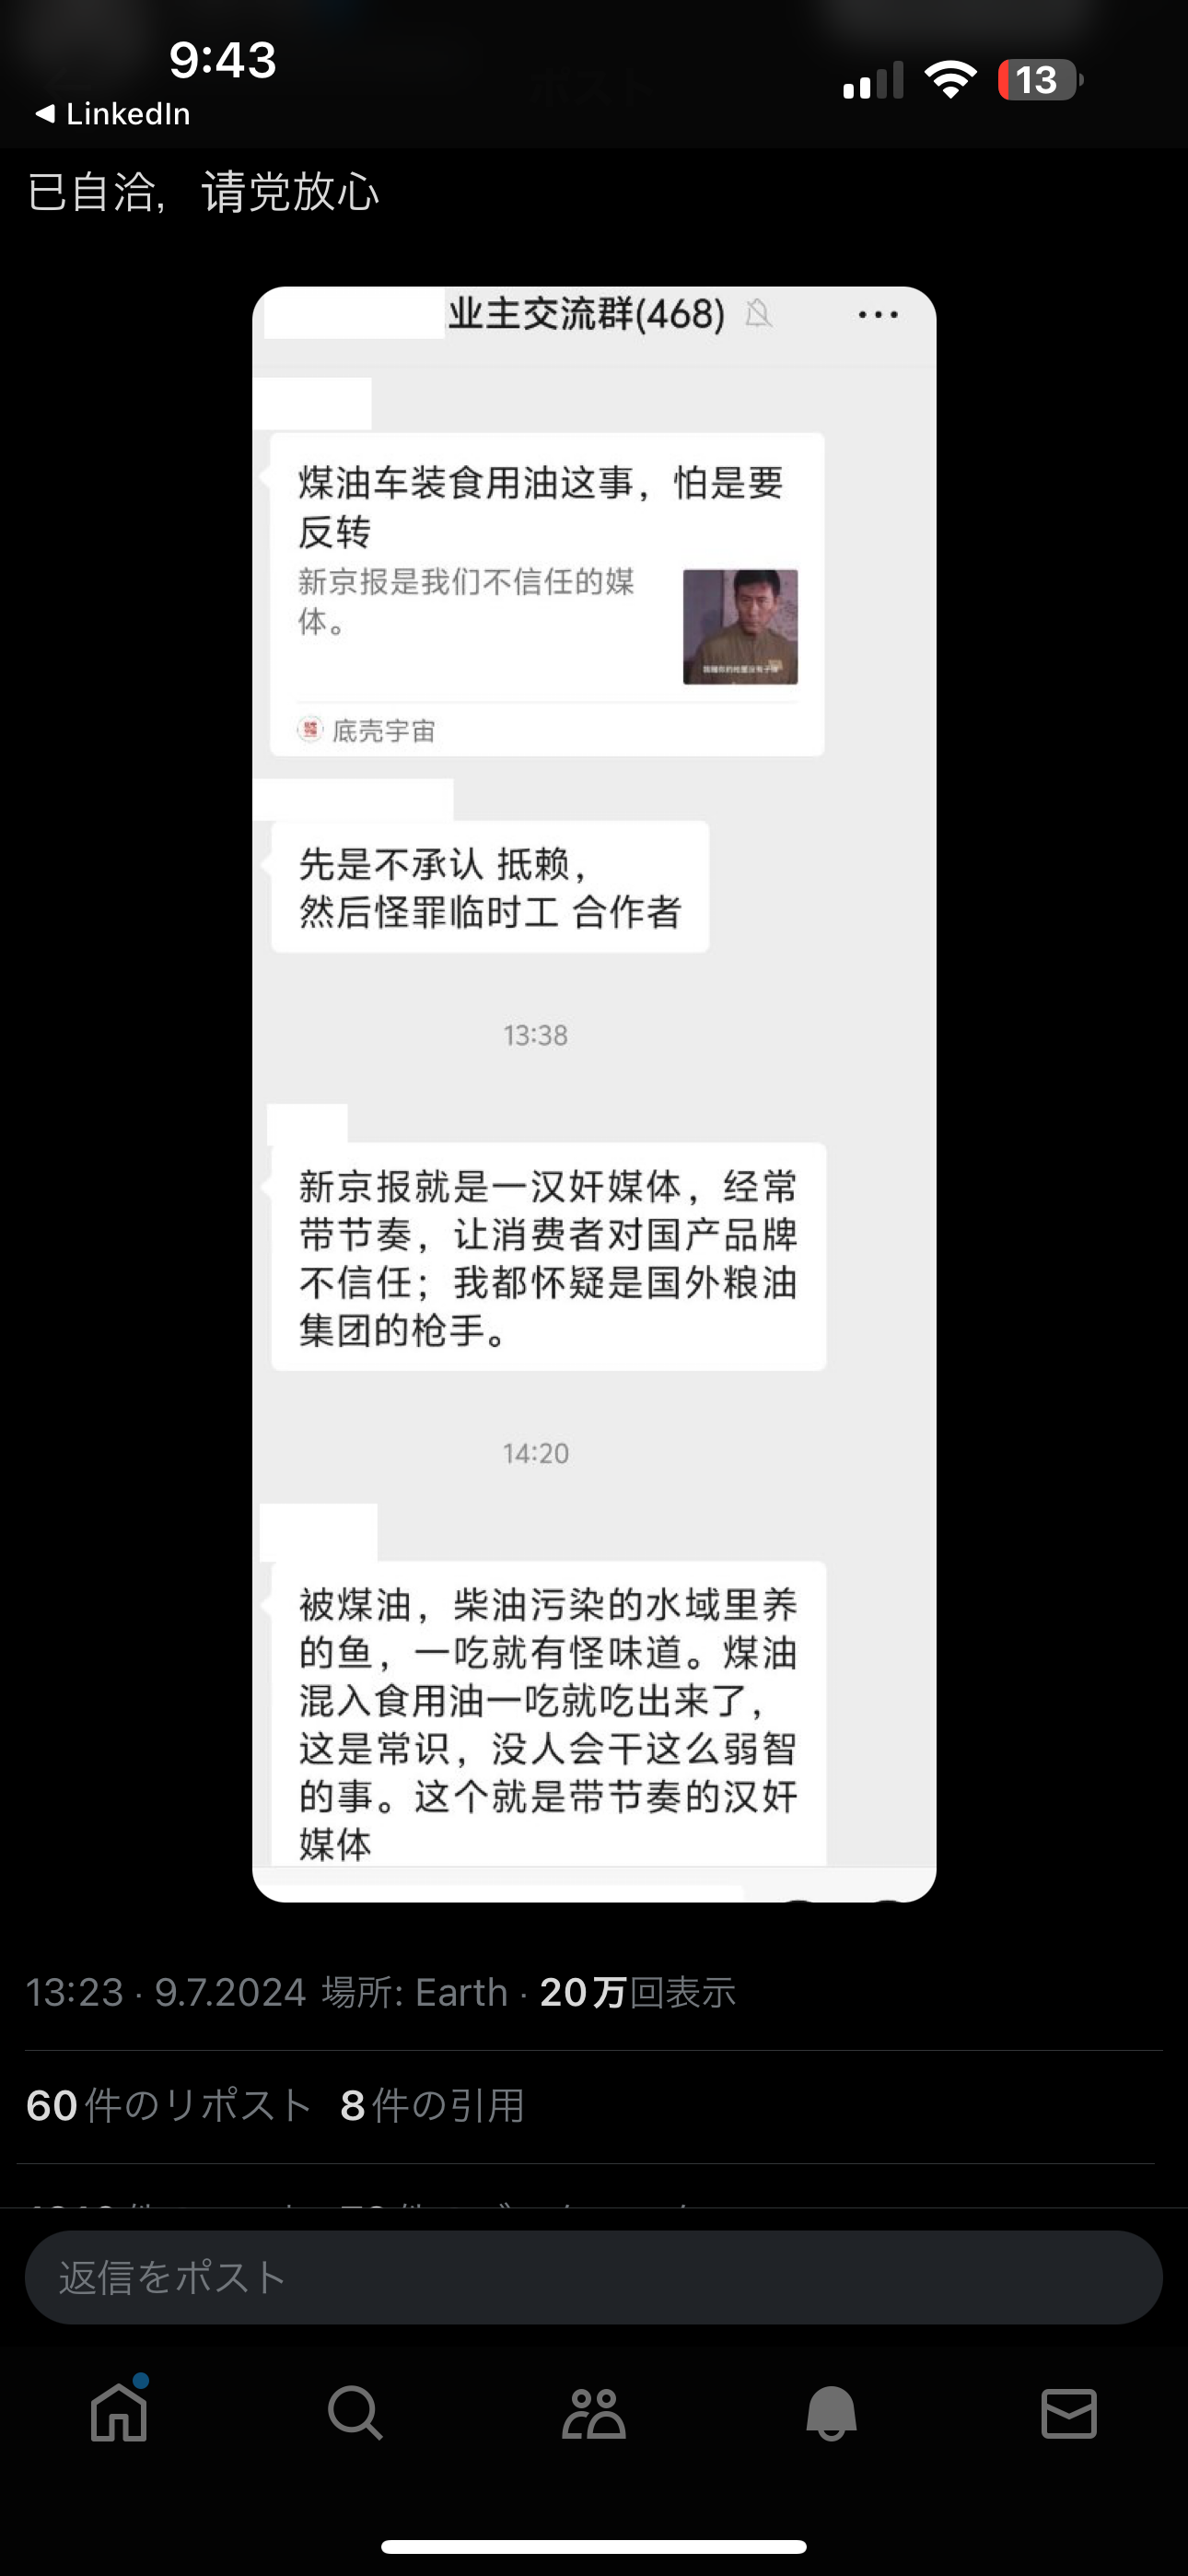 9:43
13
◀ LinkedIn
已自洽，请党放心
业主交流群(468)
煤油车装食用油这事，怕是要
反转
新京报是我们不信任的媒
体。
底壳宇宙
先是不承认 抵赖，
然后怪罪临时工 合作者
13:38
新京报就是一汉奸媒体，经常
带节奏，让消费者对国产品牌
不信任；我都怀疑是国外粮油
集团的枪手。
14:20
被煤油，柴油污染的水域里养
的鱼，一吃就有怪味道。煤油
混入食用油一吃就吃出来了，
这是常识，没人会干这么弱智
的事。这个就是带节奏的汉奸
媒体
13:23 · 9.7.2024 場所: Earth · 20万回表示
60件のリポスト 8件の引用
返信をポスト